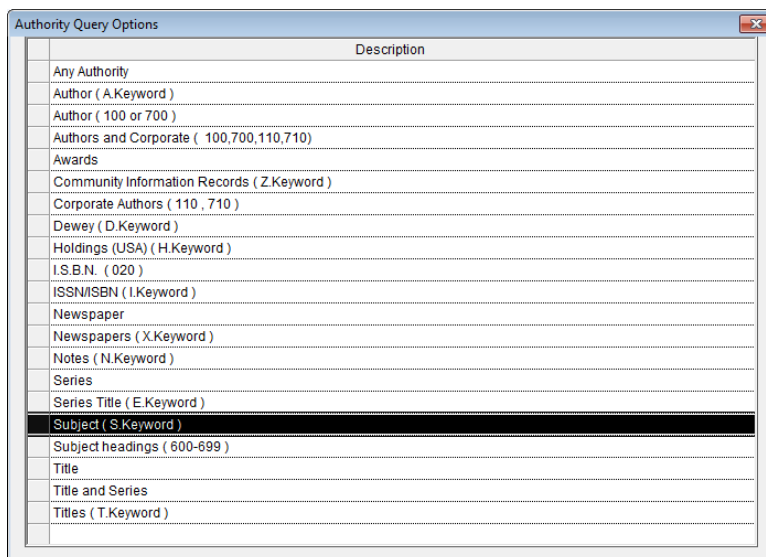 Authority Query Options
Description
Any Authority
Author ( A.Keyword )
Author ( 100 or 700 )
Authors and Corporate (  100,700,110,710)
Awards
Community Information Records ( Z.Keyword )
Corporate Authors ( 110 , 710 )
Dewey ( D.Keyword )
Holdings (USA) ( H.Keyword )
I.S.B.N.  ( 020 )
ISSN/ISBN ( I.Keyword )
Newspaper
Newspapers ( X.Keyword )
Notes ( N.Keyword )
Series
Series Title ( E.Keyword )
Subject ( S.Keyword )
Subject headings ( 600-699 )
Title
Title and Series
Titles ( T.Keyword )